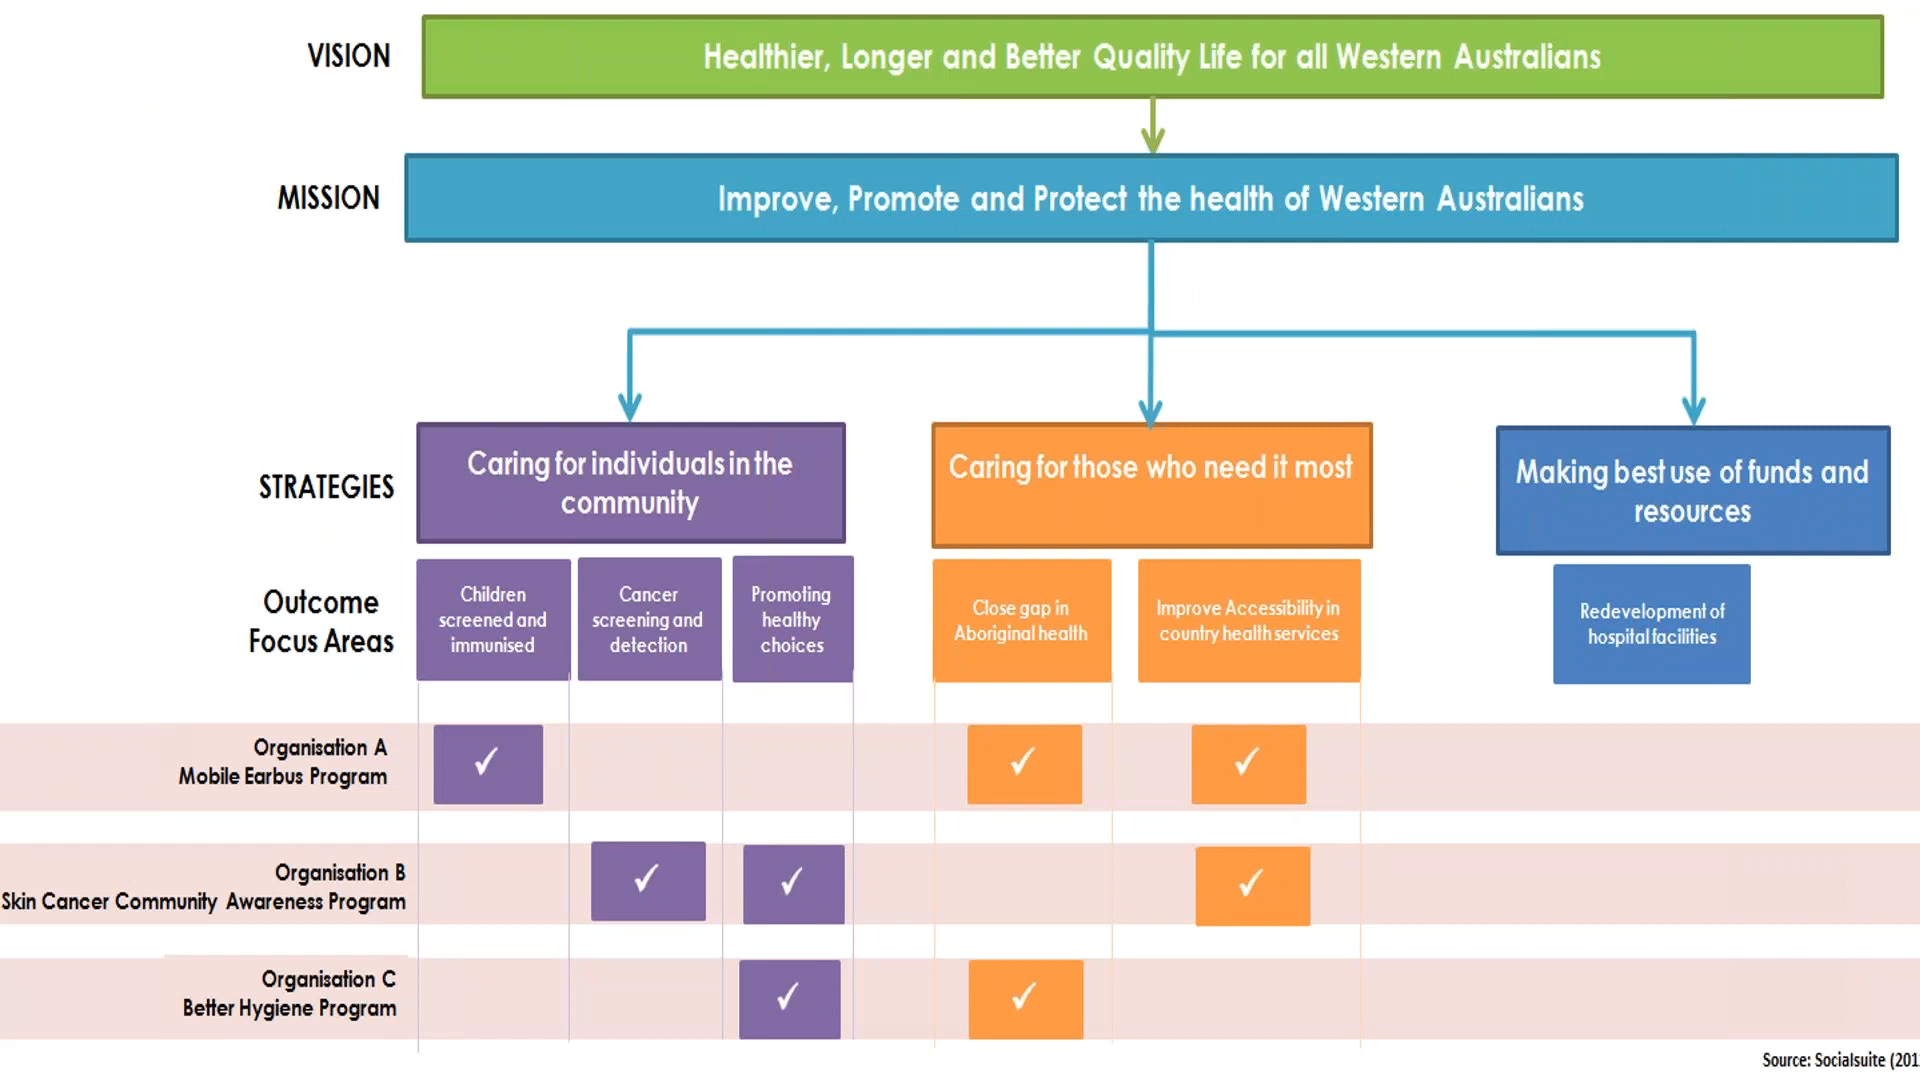 VISION
Healthier, Longer and Better Quality Life for all Western Australians
MISSION
Improve, Promote and Protect the health of Western Australians
STRATEGIES
Caring for individuals in the
community
Caring for those who need it most
Making best use of funds and
resources
Outcome
Focus Areas
Children
screened and
immunised
Cancer
screening and
detection
Promoting
healthy
choices
Close gap in
Aboriginal health
Improve Accessibility in
country health services
Redevelopment of
hospital facilities
Organisation A
Mobile Earbus Program
✓ ✓ ✓
Organisation B
Skin Cancer Community Awareness Program
✓ ✓ ✓
Organisation C
Better Hygiene Program
✓ ✓
Source: Socialsuite (201